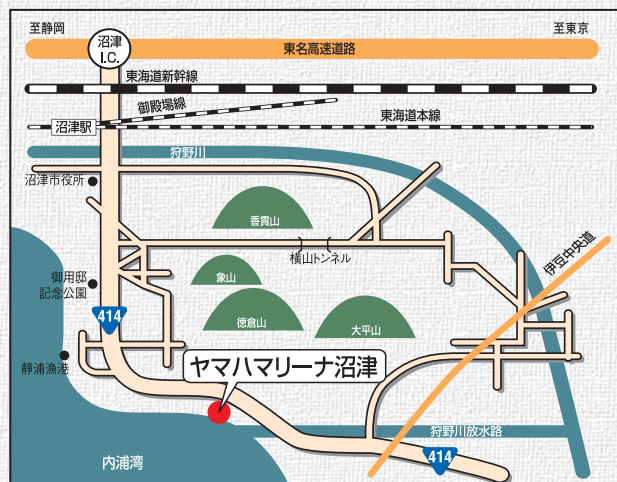 至静岡
至東京
沼津
I.C.
東名高速道路
東海道新幹線
御殿場線
東海道本線
沼津駅
狩野川
沼津市役所
香貫山
横山トンネル
伊豆中央道
御用邸
記念公園
象山
徳倉山
大平山
414
静浦漁港
ヤマハマリーナ沼津
狩野川放水路
414
内浦湾